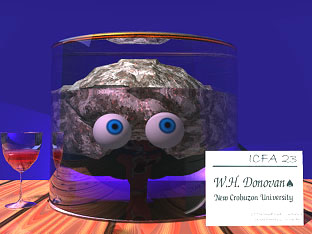 ICFA 23
W.H. Donovan♠
New Crobuzon University